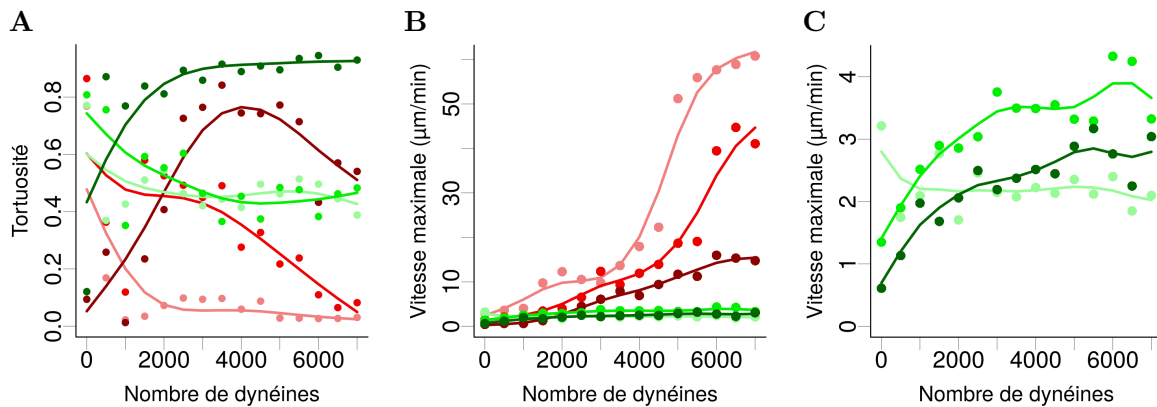 A
Tortuosité
0.0 0.2 0.4 0.6 0.8
0 2000 4000 6000
Nombre de dynéines
B
Vitesse maximale (µm/min)
0 10 30 50
0 2000 4000 6000
Nombre de dynéines
C
Vitesse maximale (µm/min)
0 1 2 3 4
0 2000 4000 6000
Nombre de dynéines